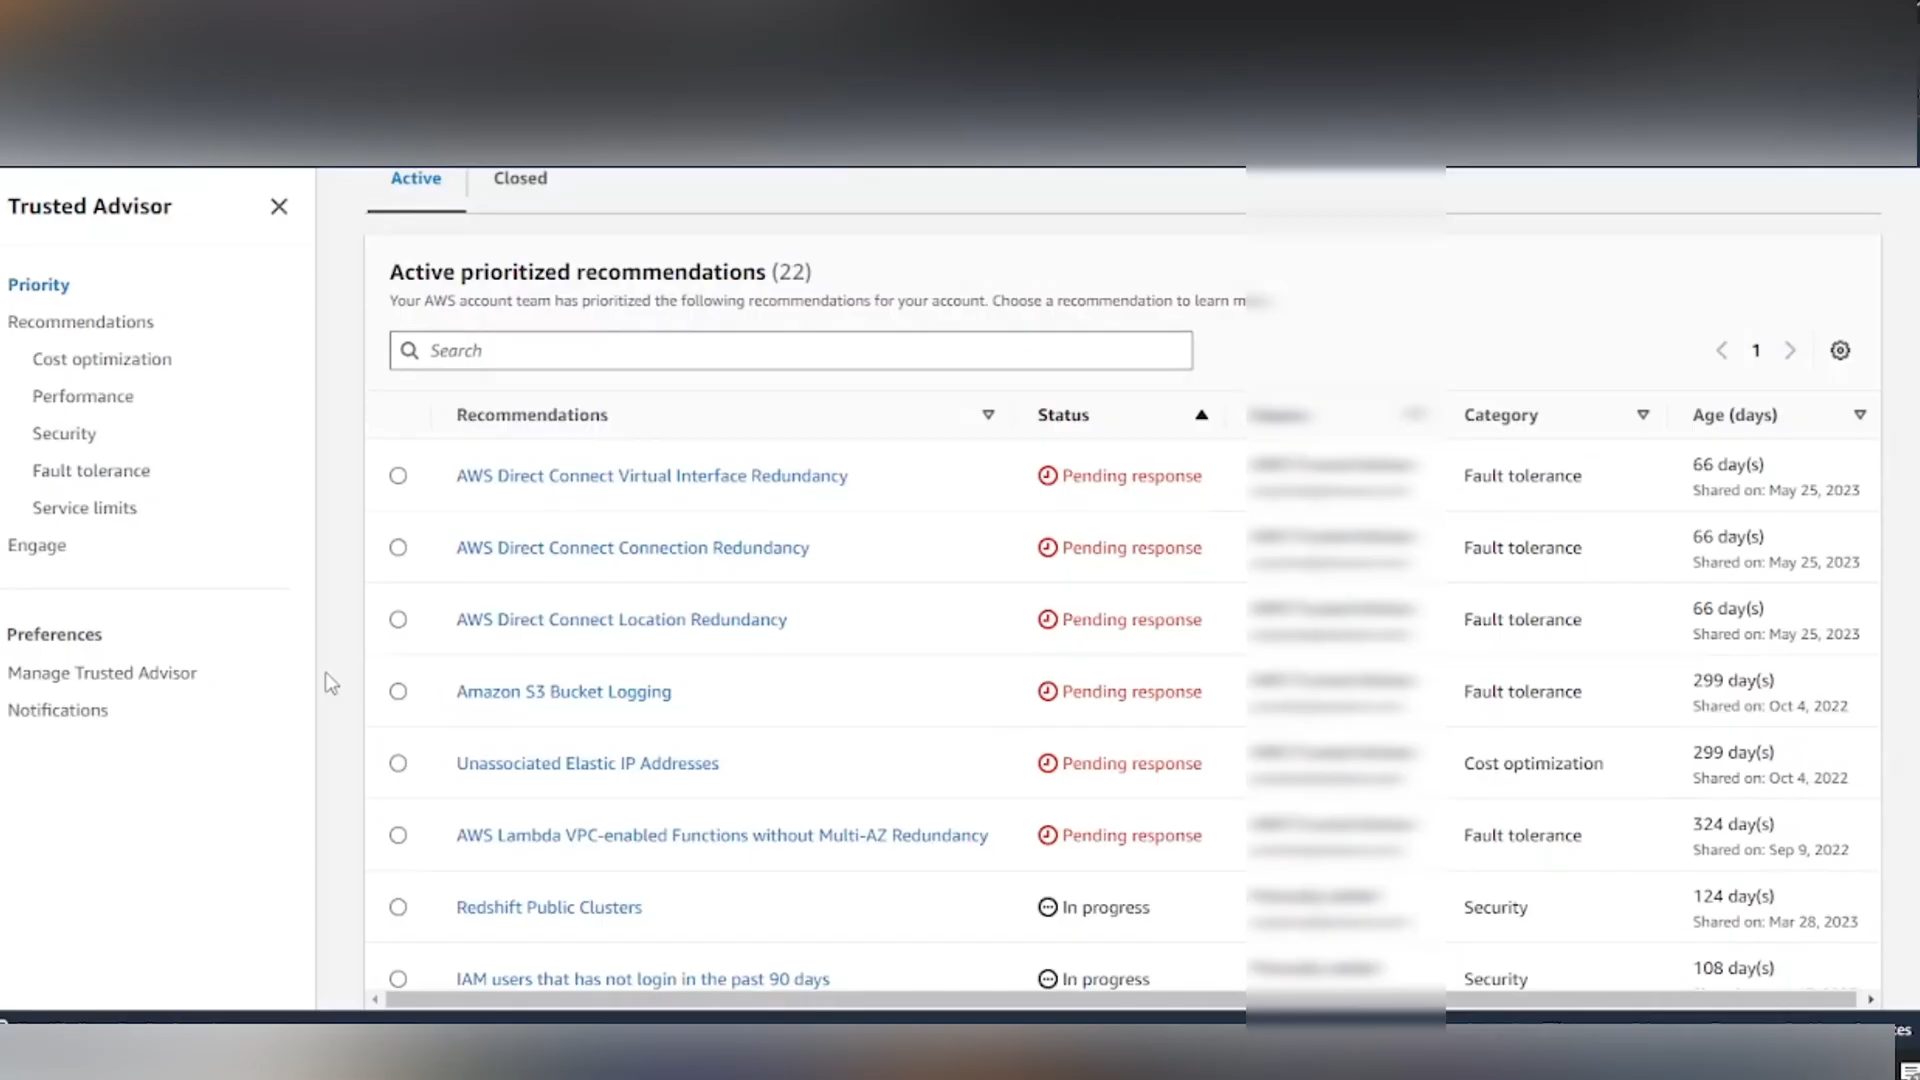 Active
Closed
Trusted Advisor
Priority
Recommendations
Cost optimization
Performance
Security
Fault tolerance
Service limits
Engage
Preferences
Manage Trusted Advisor
Notifications
Active prioritized recommendations (22)
Your AWS account team has prioritized the following recommendations for your account. Choose a recommendation to learn
Search
1
Recommendations Status Category Age (days)
AWS Direct Connect Virtual Interface Redundancy Pending response Fault tolerance 66 day(s)
Shared on: May 25, 2023
AWS Direct Connect Connection Redundancy Pending response Fault tolerance 66 day(s)
Shared on: May 25, 2023
AWS Direct Connect Location Redundancy Pending response Fault tolerance 66 day(s)
Shared on: May 25, 2023
Amazon S3 Bucket Logging Pending response Fault tolerance 299 day(s)
Shared on: Oct 4, 2022
Unassociated Elastic IP Addresses Pending response Cost optimization 299 day(s)
Shared on: Oct 4, 2022
AWS Lambda VPC-enabled Functions without Multi-AZ Redundancy Pending response Fault tolerance 324 day(s)
Shared on: Sep 9, 2022
Redshift Public Clusters In progress Security 124 day(s)
Shared on: Mar 28, 2023
IAM users that has not login in the past 90 days In progress Security 108 day(s)